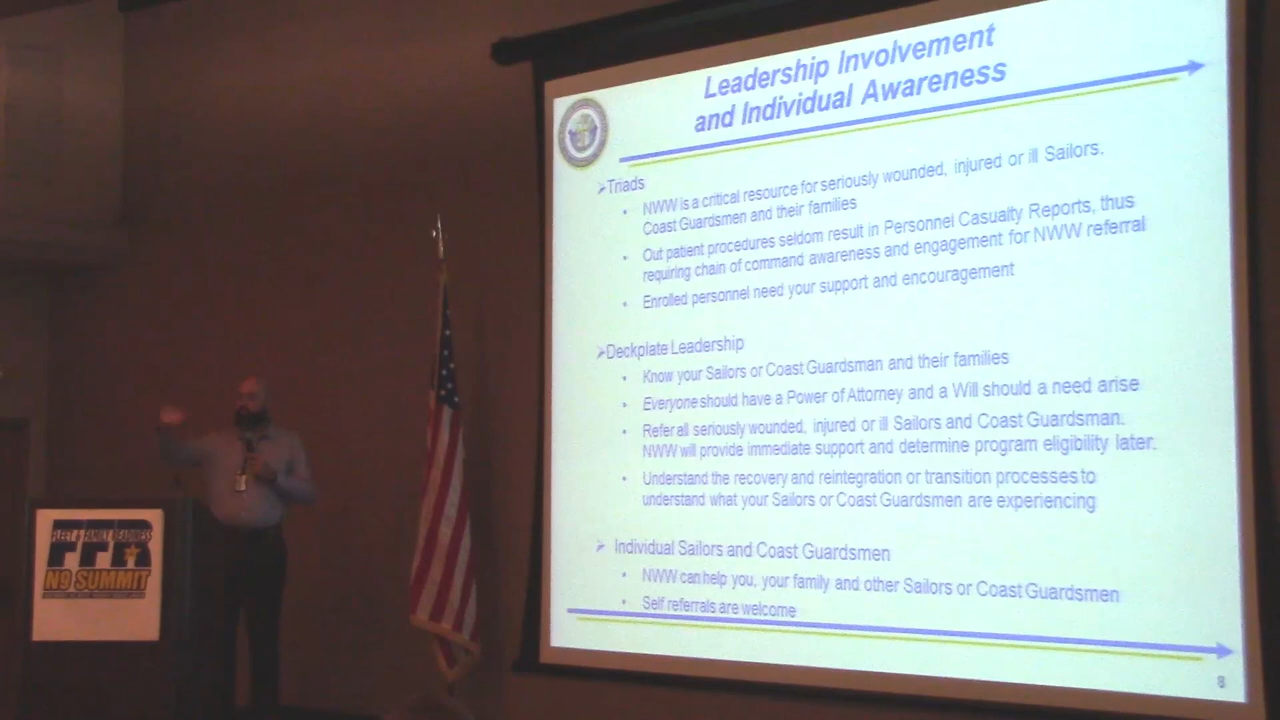 Leadership Involvement
and Individual Awareness
➢Triads
• NWW is a critical resource for seriously wounded, injured or ill Sailors,
Coast Guardsmen and their families
• Out patient procedures seldom result in Personnel Casualty Reports, thus
requiring chain of command awareness and engagement for NWW referral
• Enrolled personnel need your support and encouragement
➢Deckplate Leadership
• Know your Sailors or Coast Guardsman and their families
• Everyone should have a Power of Attorney and a Will should a need arise
• Refer all seriously wounded, injured or ill Sailors and Coast Guardsman.
NWW will provide immediate support and determine program eligibility later.
• Understand the recovery and reintegration or transition processes to
understand what your Sailors or Coast Guardsmen are experiencing
➢ Individual Sailors and Coast Guardsmen
• NWW can help you, your family and other Sailors or Coast Guardsmen
• Self referrals are welcome
8
FLEET & FAMILY READINESS
FFR
N9 SUMMIT